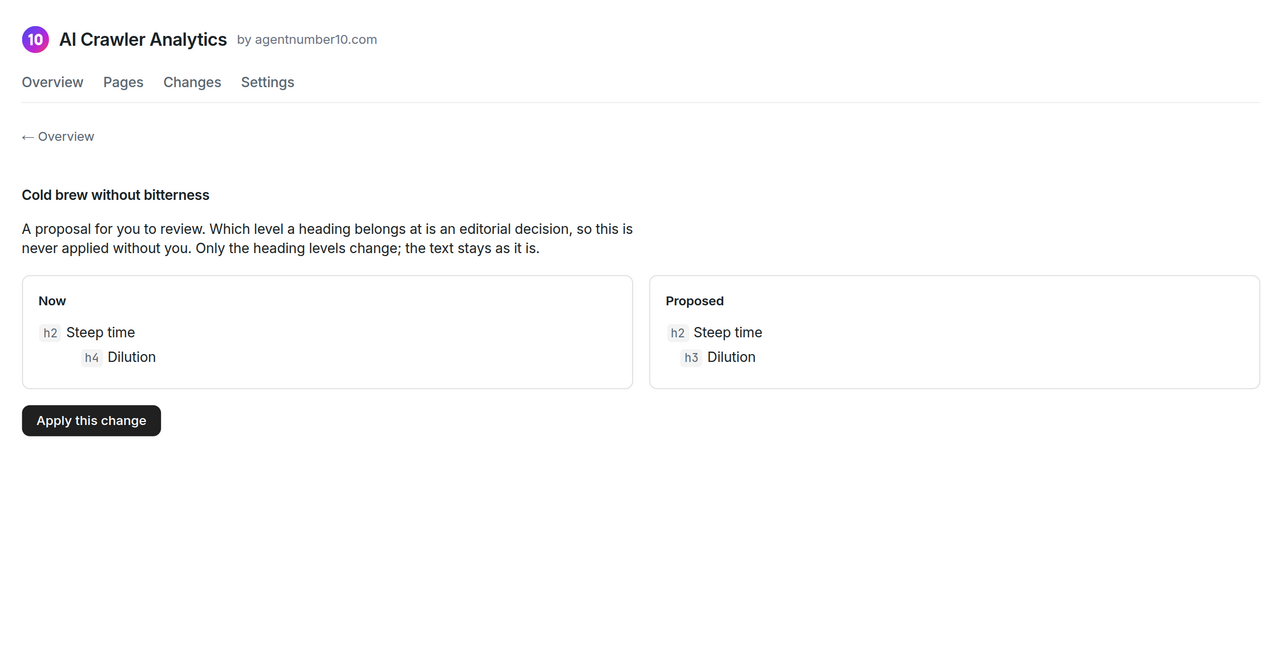 10 AI Crawler Analytics by agentnumber10.com
Overview Pages Changes Settings
← Overview
Cold brew without bitterness
A proposal for you to review. Which level a heading belongs at is an editorial decision, so this is
never applied without you. Only the heading levels change; the text stays as it is.
Now
h2 Steep time
h4 Dilution
Proposed
h2 Steep time
h3 Dilution
Apply this change